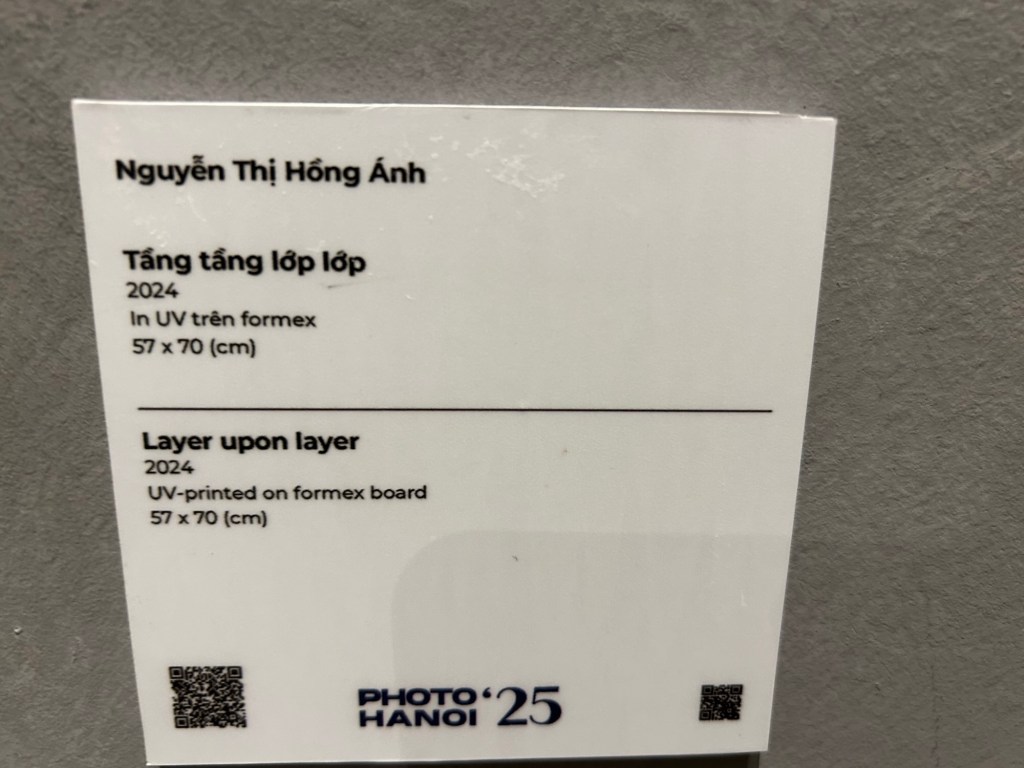 Nguyễn Thị Hồng Ánh
Tầng tầng lớp lớp
2024
In UV trên formex
57 x 70 (cm)
Layer upon layer
2024
UV-printed on formex board
57 x 70 (cm)
PHOTO ‘25
HANOI